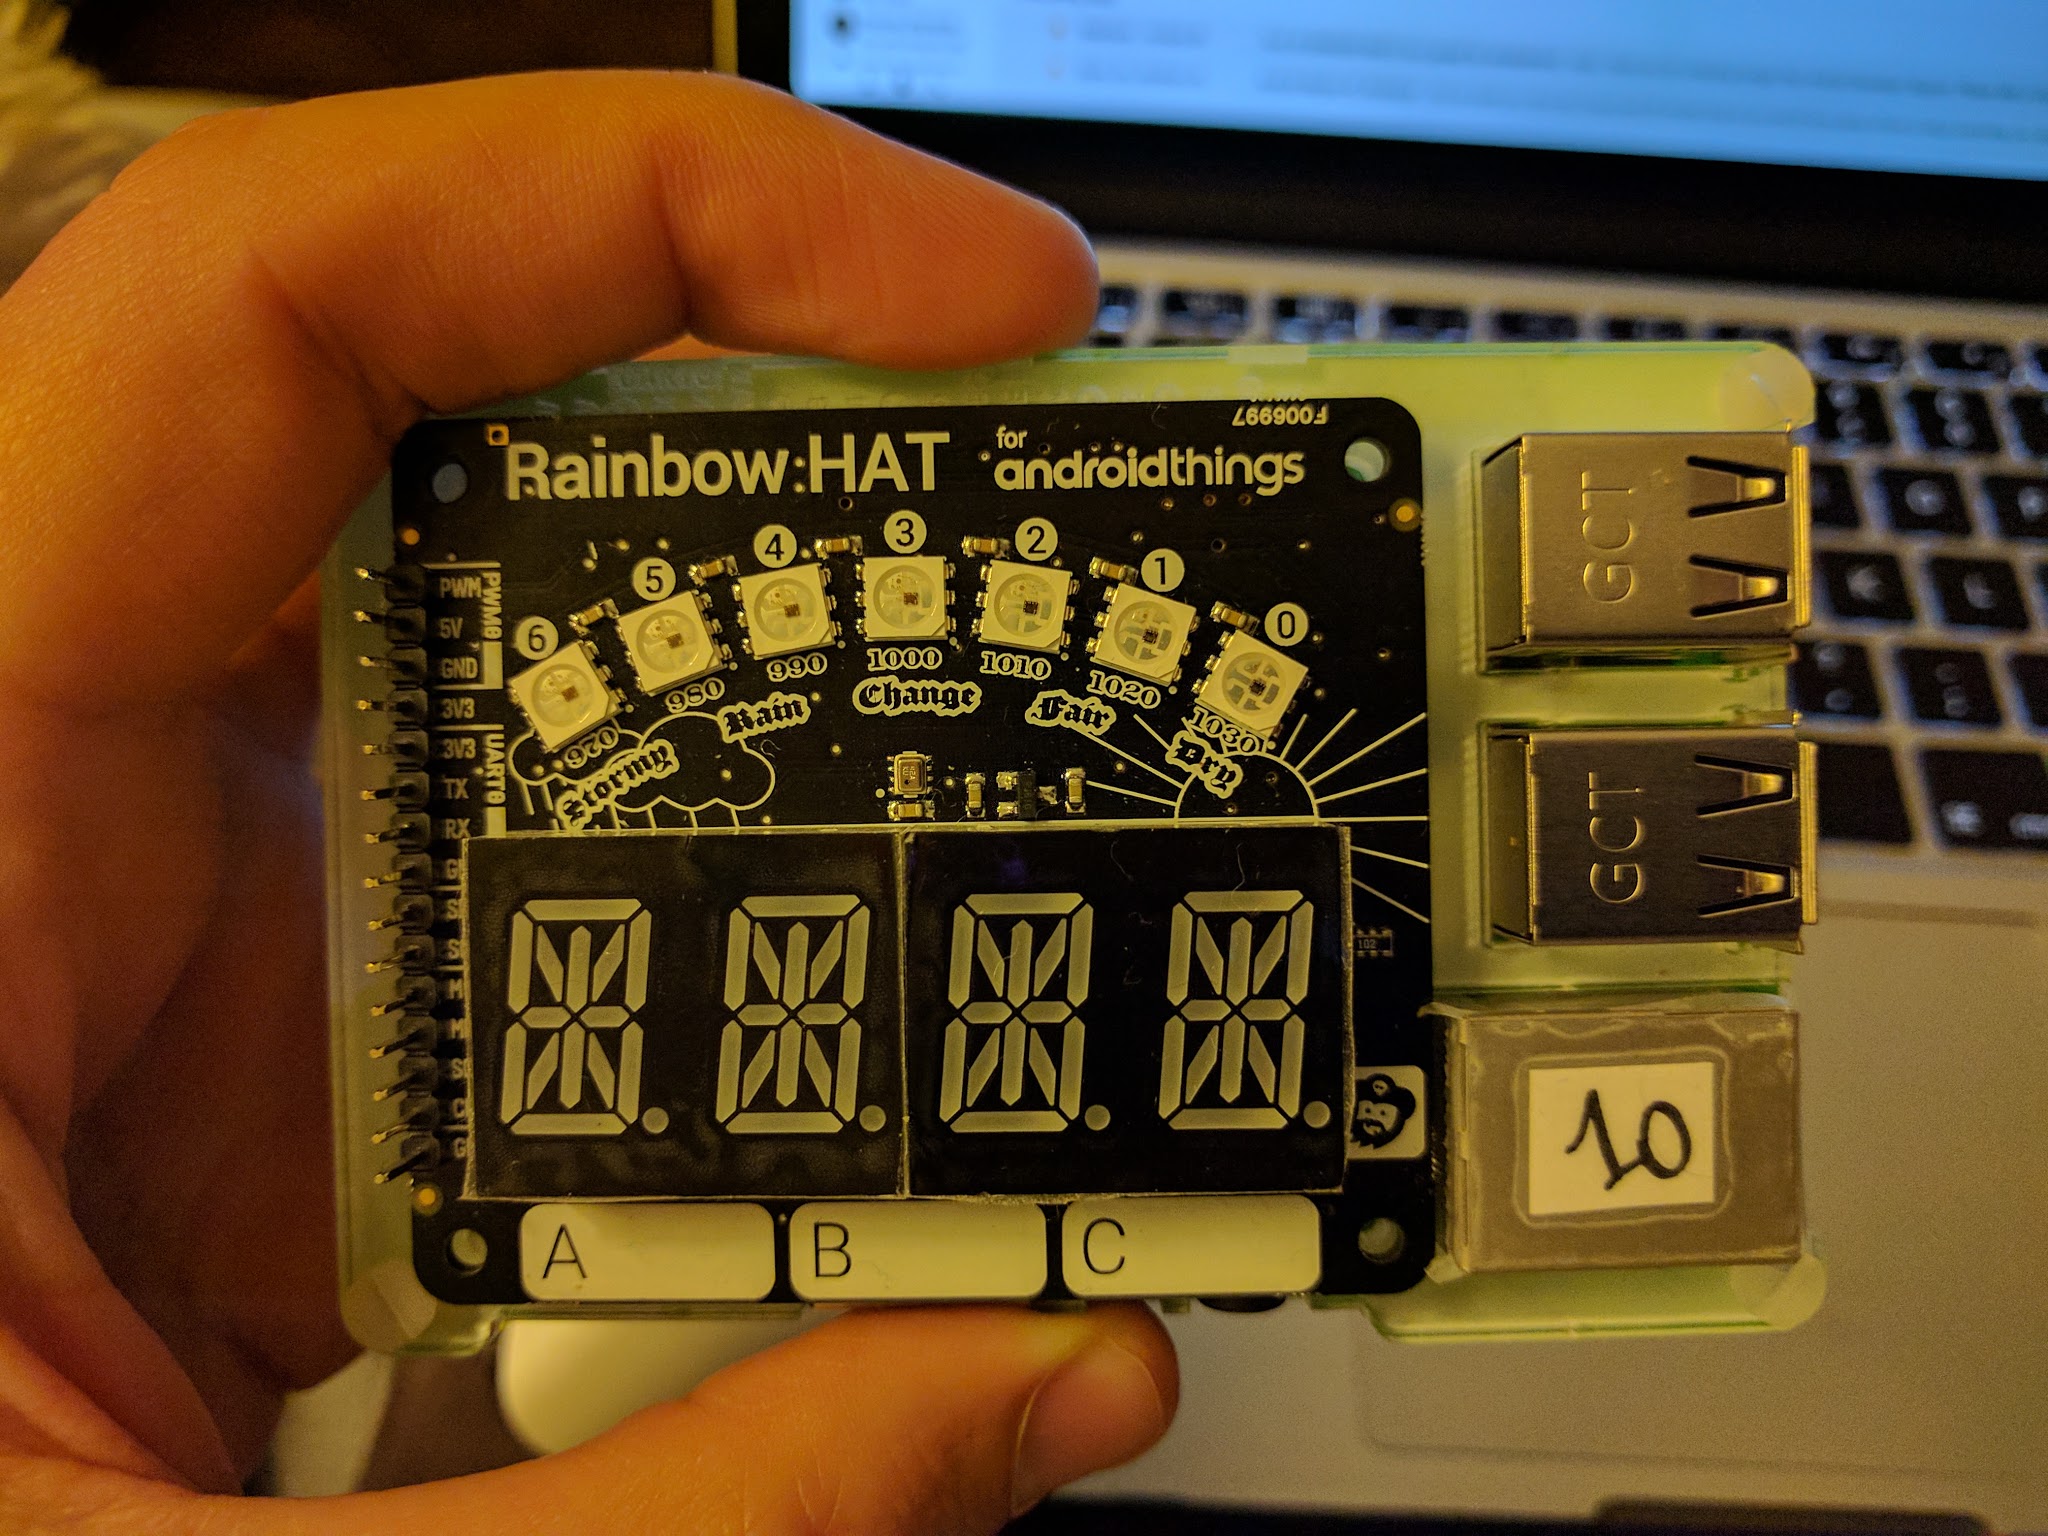 F006997
Rainbow HAT for androidthings
6 5 4 3 2 1 0
970 980 990 1000 1010 1020 1030
Stormy Rain Change Fair Dry
PWM0
PWM
5V
GND
3V3
UART0
3V3
TX
RX
102
A B C
GCT
GCT
10